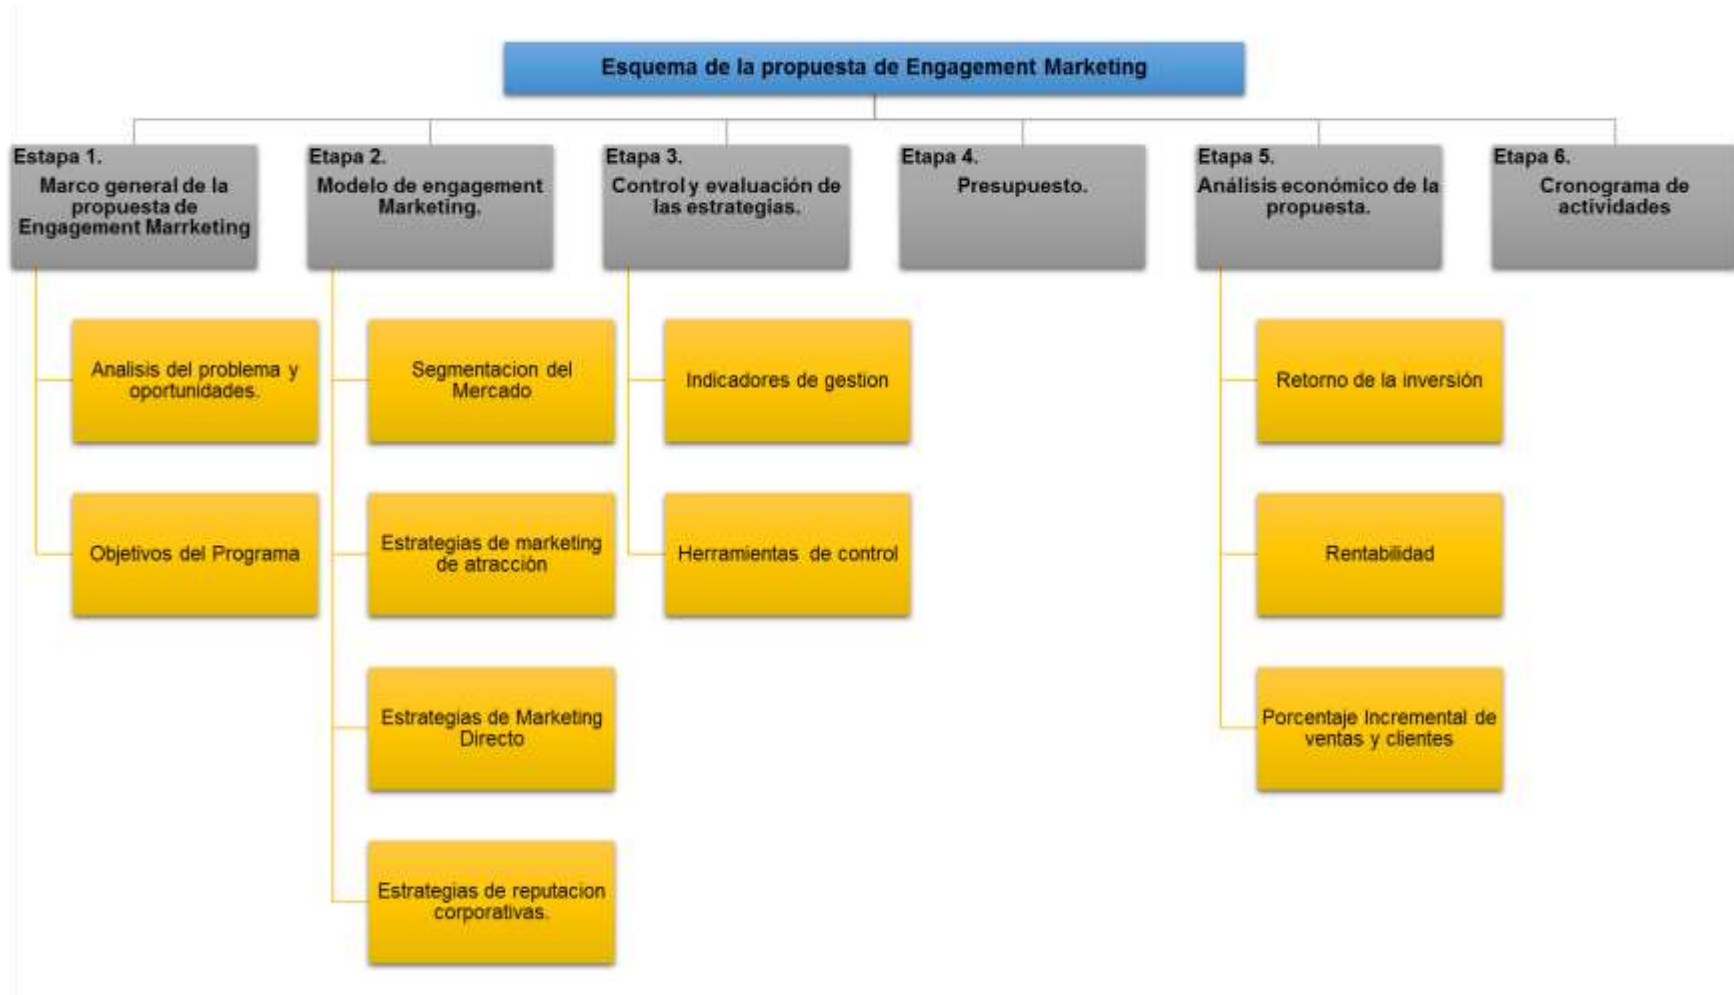 Esquema de la propuesta de Engagement Marketing
Estapa 1.
Marco general de la
propuesta de
Engagement Marrketing
Etapa 2.
Modelo de engagement
Marketing.
Etapa 3.
Control y evaluación de
las estrategias.
Etapa 4.
Presupuesto.
Etapa 5.
Análisis económico de la
propuesta.
Etapa 6.
Cronograma de
actividades
Analisis del problema y
oportunidades.
Objetivos del Programa
Segmentacion del
Mercado
Estrategias de marketing
de atracción
Estrategias de Marketing
Directo
Estrategias de reputacion
corporativas.
Indicadores de gestion
Herramientas de control
Retorno de la inversión
Rentabilidad
Porcentaje Incremental de
ventas y clientes